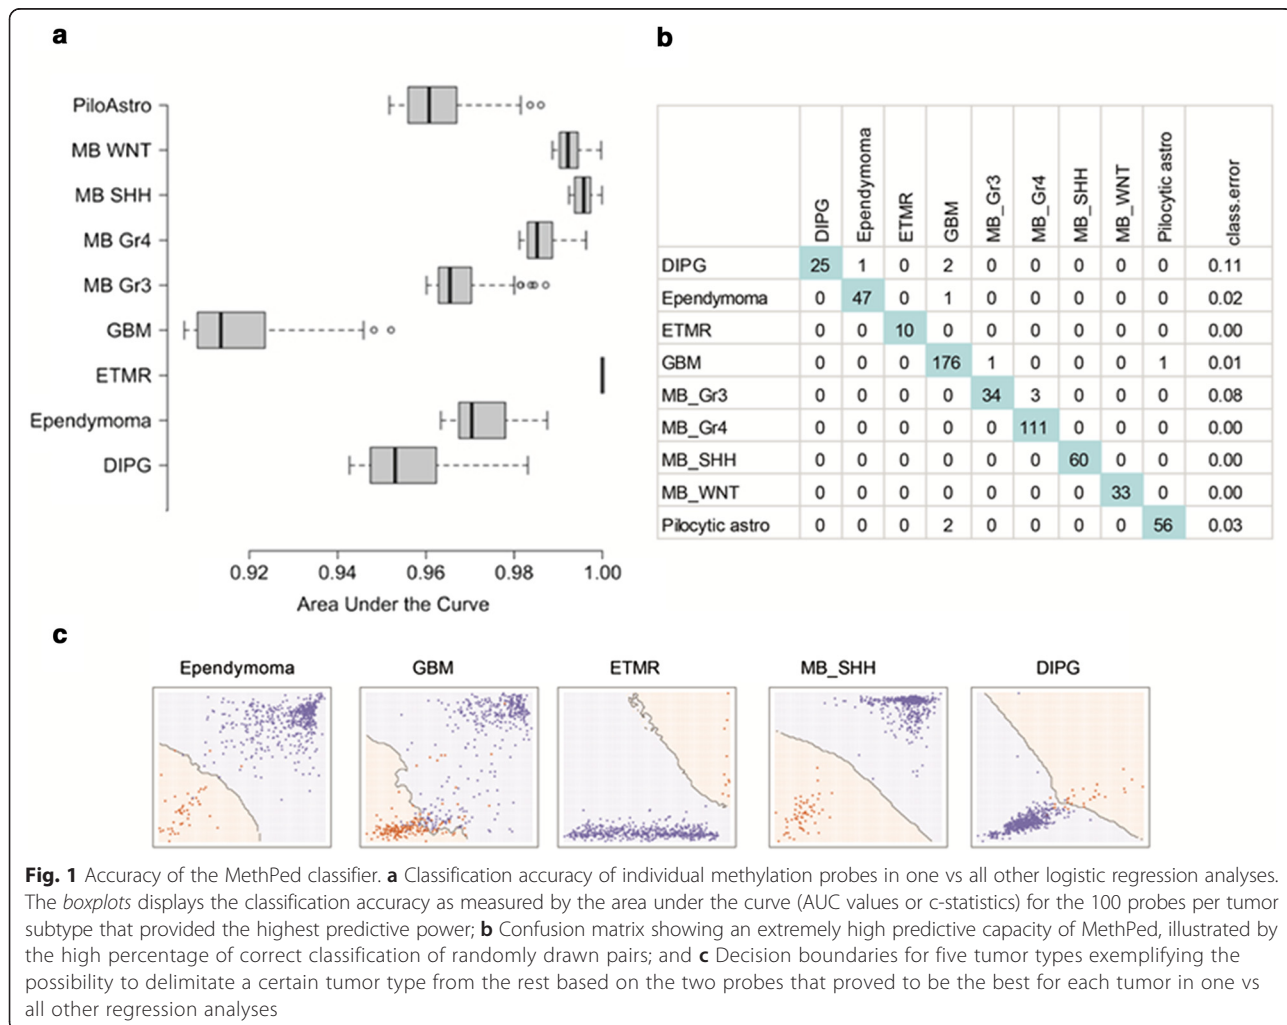 a
PiloAstro
MB WNT
MB SHH
MB Gr4
MB Gr3
GBM
ETMR
Ependymoma
DIPG
0.92 0.94 0.96 0.98 1.00
Area Under the Curve
b
DIPG Ependymoma ETMR GBM MB_Gr3 MB_Gr4 MB_SHH MB_WNT Pilocytic astro class.error
DIPG 25 1 0 2 0 0 0 0 0 0.11
Ependymoma 0 47 0 1 0 0 0 0 0 0.02
ETMR 0 0 10 0 0 0 0 0 0 0.00
GBM 0 0 0 176 1 0 0 0 1 0.01
MB_Gr3 0 0 0 0 34 3 0 0 0 0.08
MB_Gr4 0 0 0 0 0 111 0 0 0 0.00
MB_SHH 0 0 0 0 0 0 60 0 0 0.00
MB_WNT 0 0 0 0 0 0 0 33 0 0.00
Pilocytic astro 0 0 0 2 0 0 0 0 56 0.03
c
Ependymoma GBM ETMR MB_SHH DIPG
Fig. 1 Accuracy of the MethPed classifier. a Classification accuracy of individual methylation probes in one vs all other logistic regression analyses.
The boxplots displays the classification accuracy as measured by the area under the curve (AUC values or c-statistics) for the 100 probes per tumor
subtype that provided the highest predictive power; b Confusion matrix showing an extremely high predictive capacity of MethPed, illustrated by
the high percentage of correct classification of randomly drawn pairs; and c Decision boundaries for five tumor types exemplifying the
possibility to delimitate a certain tumor type from the rest based on the two probes that proved to be the best for each tumor in one vs
all other regression analyses